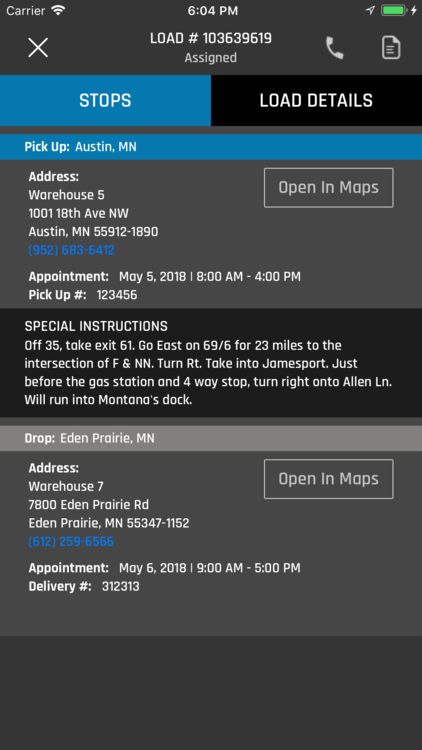 Carrier 6:04 PM
LOAD # 103639619
Assigned
STOPS LOAD DETAILS
Pick Up: Austin, MN
Address:
Warehouse 5
Open In Maps
1001 18th Ave NW
Austin, MN 55912-1890
(952) 683-6412
Appointment: May 5, 2018 | 8:00 AM - 4:00 PM
Pick Up #: 123456
SPECIAL INSTRUCTIONS
Off 35, take exit 61. Go East on 69/6 for 23 miles to the
intersection of F & NN. Turn Rt. Take into Jamesport. Just
before the gas station and 4 way stop, turn right onto Allen Ln.
Will run into Montana's dock.
Drop: Eden Prairie, MN
Address:
Warehouse 7
Open In Maps
7800 Eden Prairie Rd
Eden Prairie, MN 55347-1152
(612) 259-6566
Appointment: May 6, 2018 | 9:00 AM - 5:00 PM
Delivery #: 312313